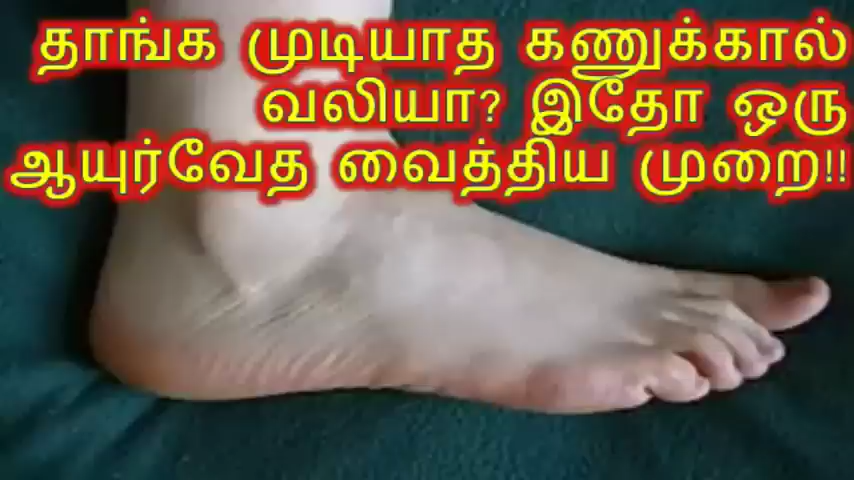 தாங்க முடியாத கணுக்கால்
வலியா? இதோ ஒரு
ஆயுர்வேத வைத்திய முறை!!